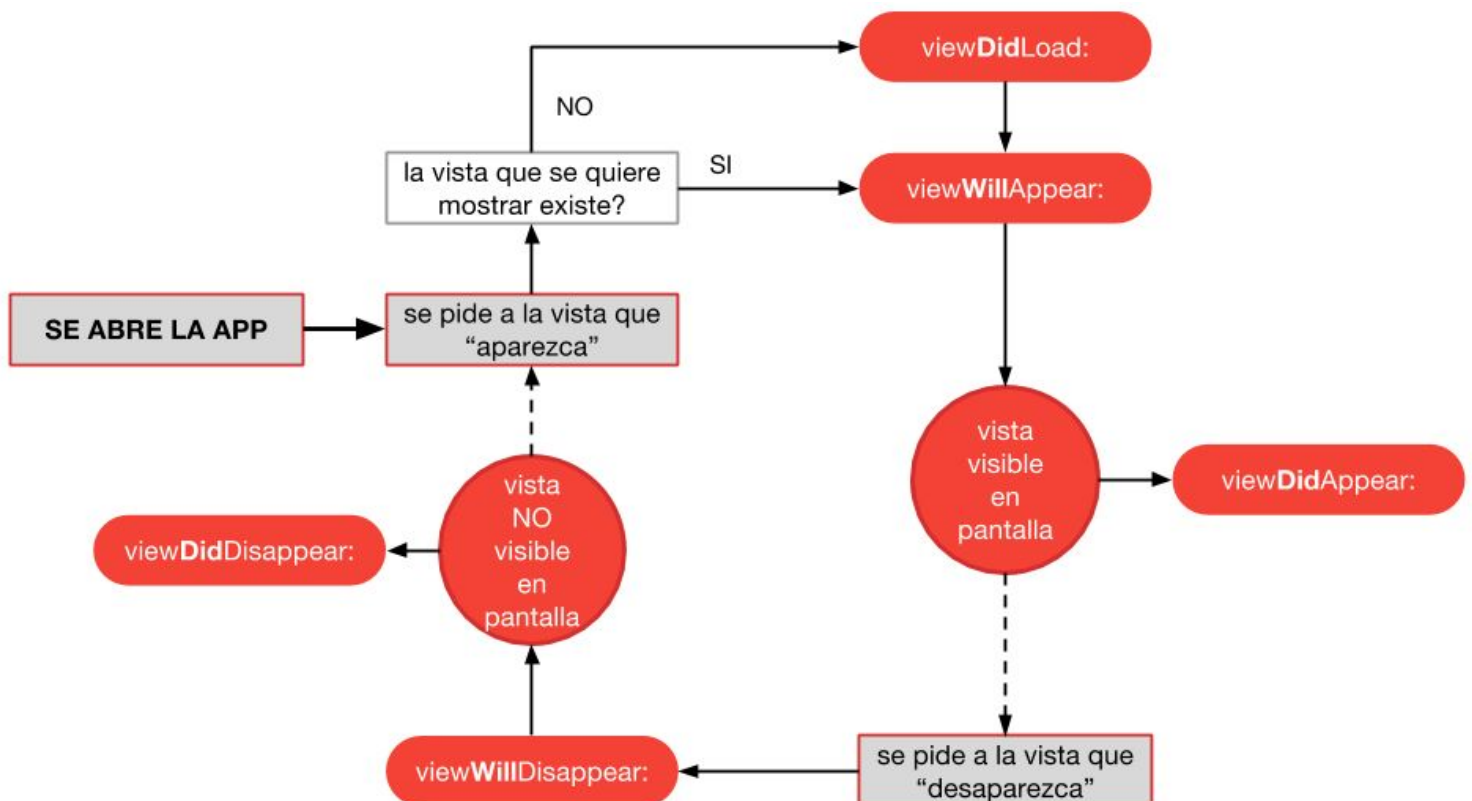 viewDidLoad:
NO
la vista que se quiere
mostrar existe?
SI
viewWillAppear:
SE ABRE LA APP
se pide a la vista que
“aparezca”
vista
visible
en
pantalla
viewDidAppear:
vista
NO
visible
en
pantalla
viewDidDisappear:
viewWillDisappear:
se pide a la vista que
“desaparezca”